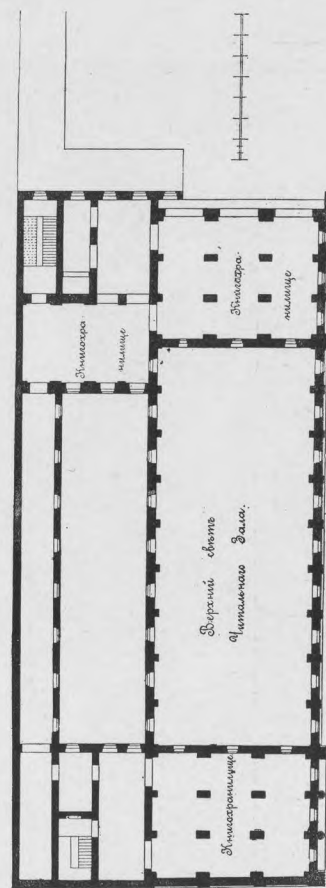 Книгохра-
нилище
Книгохра-
нилище
Верхній свѣтъ
Читальнаго Зала.
Книгохранилище